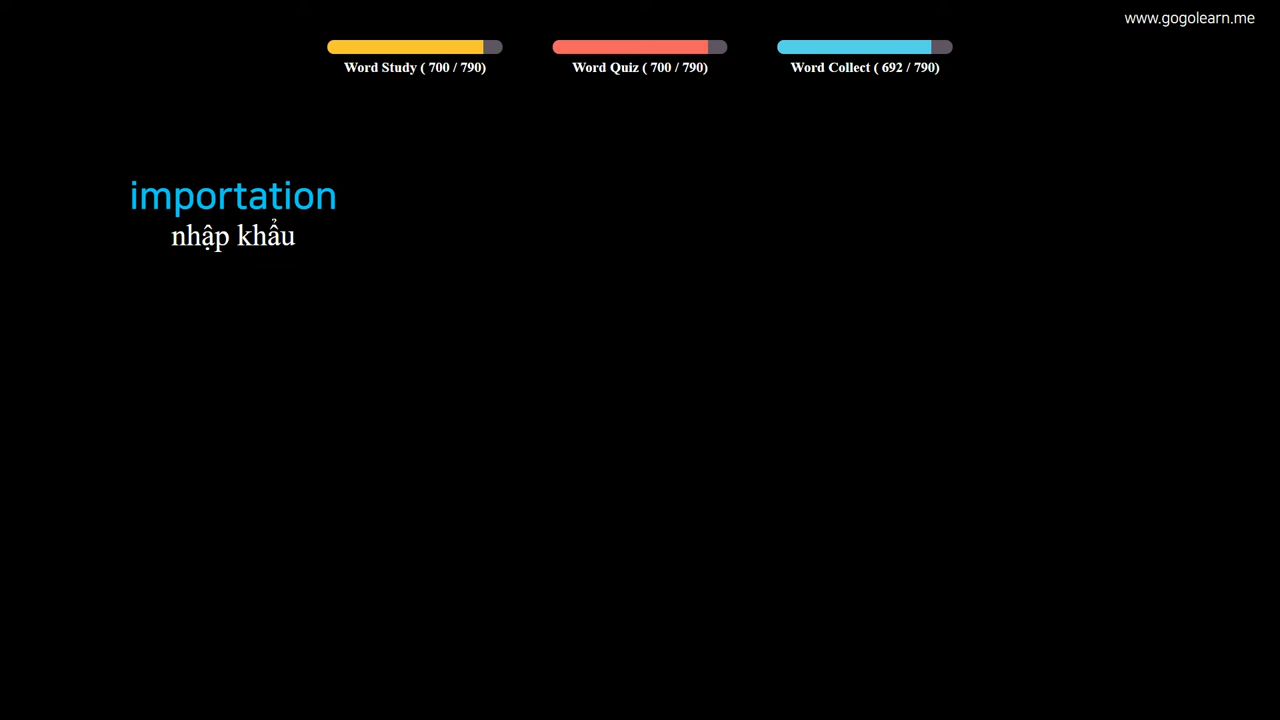 www.gogolearn.me
Word Study ( 700 / 790)
Word Quiz ( 700 / 790)
Word Collect ( 692 / 790)
importation
nhập khẩu